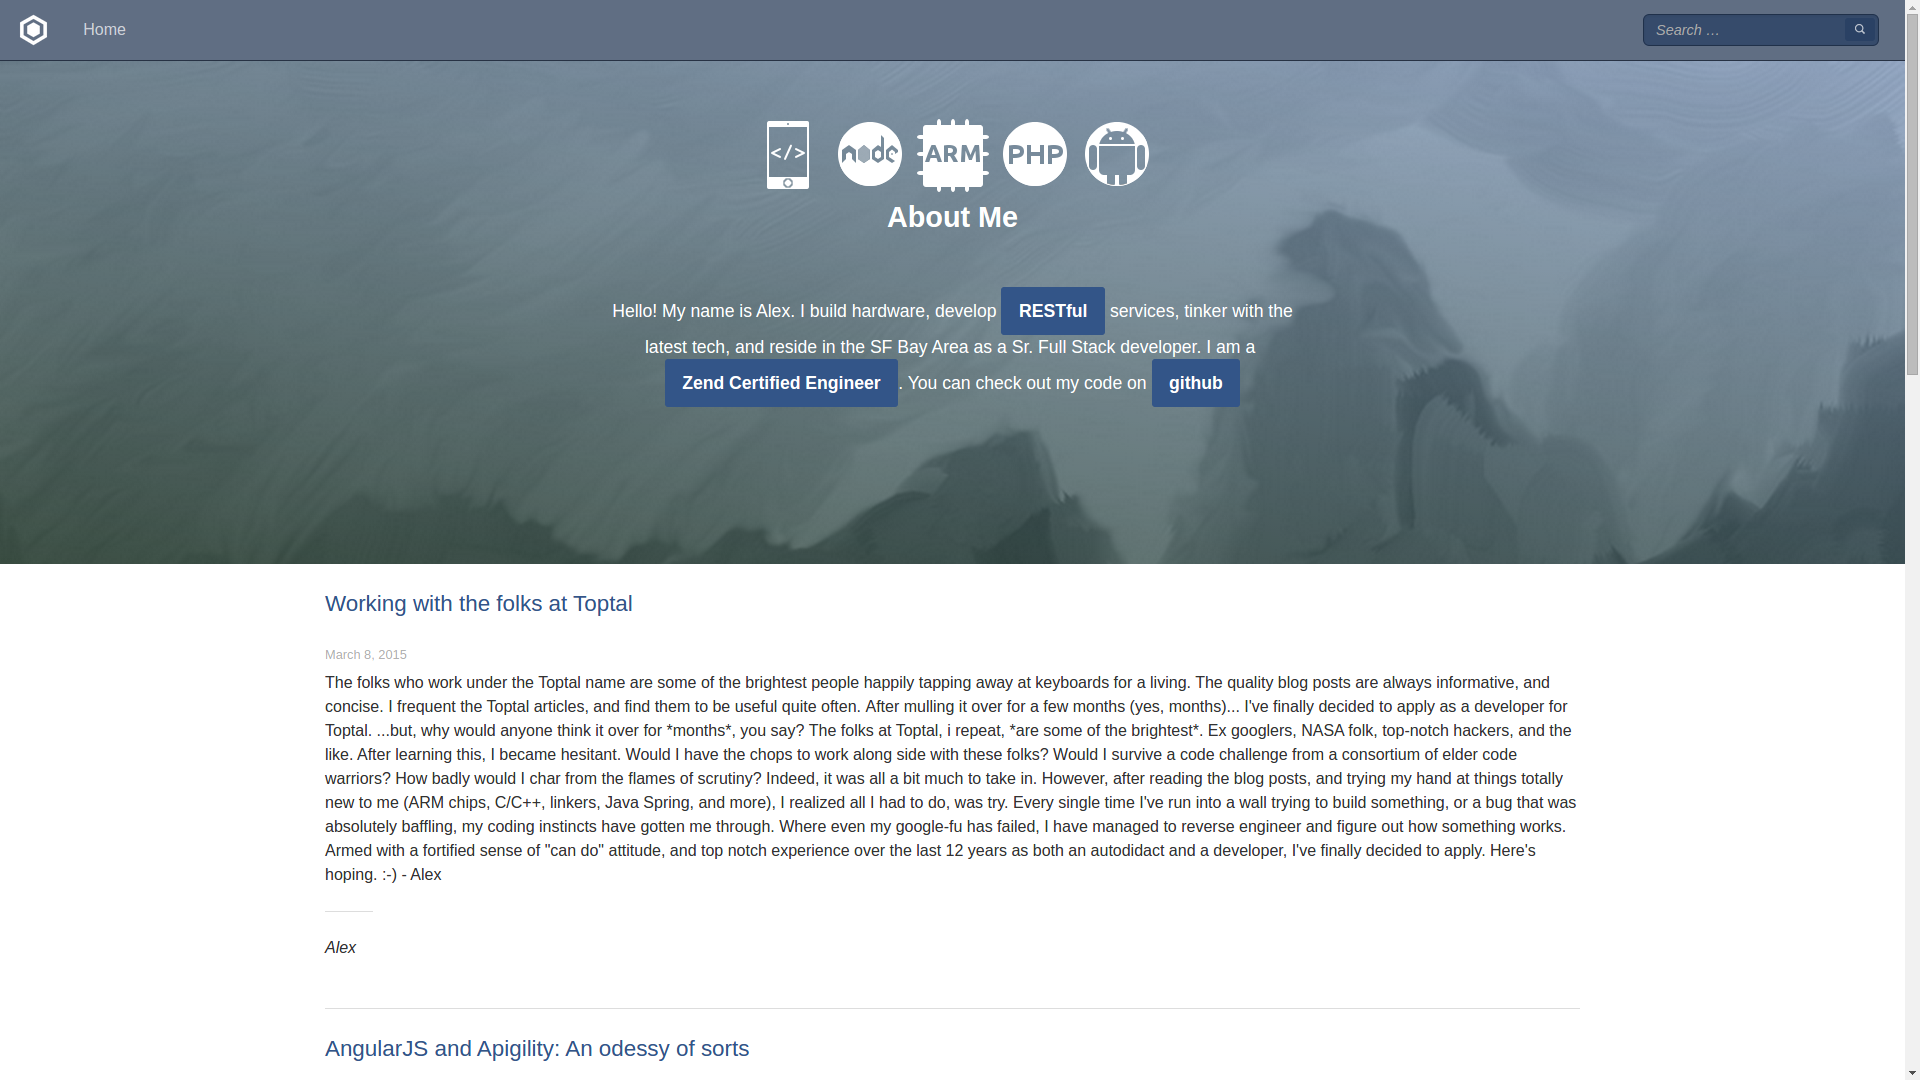 Home
Search …
</>
node
ARM
PHP
About Me
Hello! My name is Alex. I build hardware, develop RESTful services, tinker with the
latest tech, and reside in the SF Bay Area as a Sr. Full Stack developer. I am a
Zend Certified Engineer . You can check out my code on github
Working with the folks at Toptal
March 8, 2015
The folks who work under the Toptal name are some of the brightest people happily tapping away at keyboards for a living. The quality blog posts are always informative, and
concise. I frequent the Toptal articles, and find them to be useful quite often. After mulling it over for a few months (yes, months)... I've finally decided to apply as a developer for
Toptal. ...but, why would anyone think it over for *months*, you say? The folks at Toptal, i repeat, *are some of the brightest*. Ex googlers, NASA folk, top-notch hackers, and the
like. After learning this, I became hesitant. Would I have the chops to work along side with these folks? Would I survive a code challenge from a consortium of elder code
warriors? How badly would I char from the flames of scrutiny? Indeed, it was all a bit much to take in. However, after reading the blog posts, and trying my hand at things totally
new to me (ARM chips, C/C++, linkers, Java Spring, and more), I realized all I had to do, was try. Every single time I've run into a wall trying to build something, or a bug that was
absolutely baffling, my coding instincts have gotten me through. Where even my google-fu has failed, I have managed to reverse engineer and figure out how something works.
Armed with a fortified sense of "can do" attitude, and top notch experience over the last 12 years as both an autodidact and a developer, I've finally decided to apply. Here's
hoping. :-) - Alex
Alex
AngularJS and Apigility: An odessy of sorts